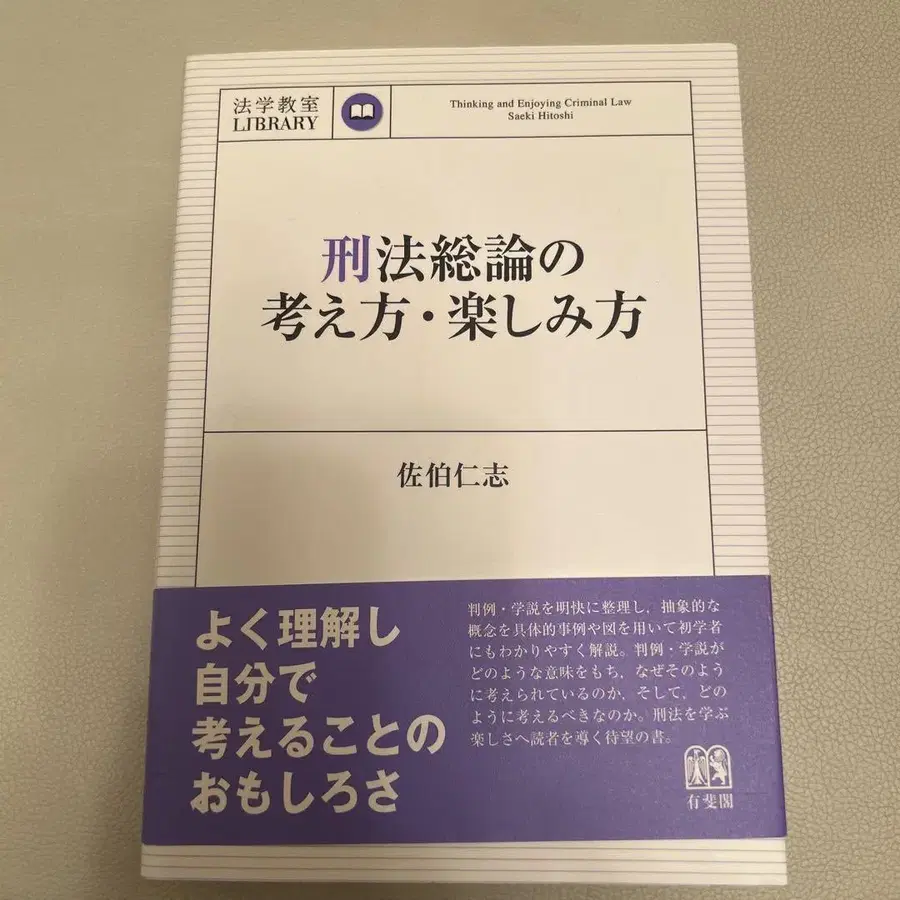 法学教室
LIBRARY
Thinking and Enjoying Criminal Law
Saeki Hitoshi
刑法総論の
考え方・楽しみ方
佐伯仁志
よく理解し
自分で
考えることの
おもしろさ
判例・学説を明快に整理し，抽象的な
概念を具体的事例や図を用いて初学者
にもわかりやすく解説。判例・学説が
どのような意味をもち，なぜそのよう
に考えられているのか，そして，どの
ように考えるべきなのか。刑法を学ぶ
楽しさへ読者を導く待望の書。
有斐閣